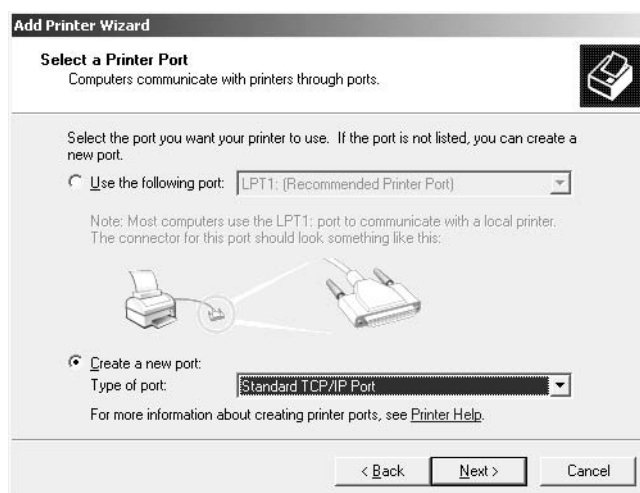 Add Printer Wizard
Select a Printer Port
Computers communicate with printers through ports.
Select the port you want your printer to use. If the port is not listed, you can create a
new port.
Use the following port: LPT1: (Recommended Printer Port)
Note: Most computers use the LPT1: port to communicate with a local printer.
The connector for this port should look something like this:
Create a new port:
Type of port: Standard TCP/IP Port
For more information about creating printer ports, see Printer Help.
< Back Next > Cancel